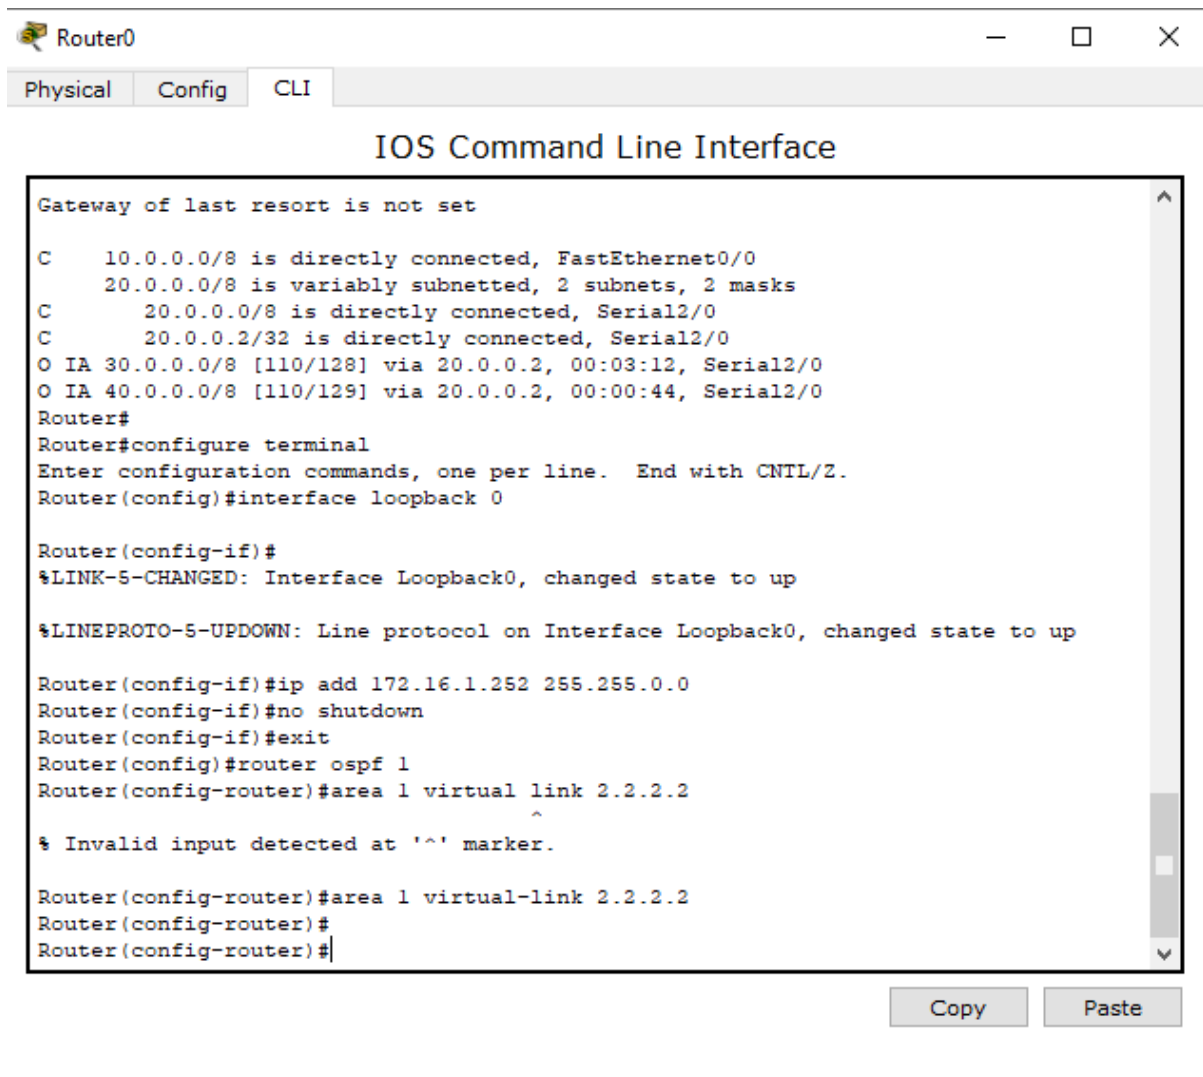 Router0
Physical Config CLI
IOS Command Line Interface
Gateway of last resort is not set
C    10.0.0.0/8 is directly connected, FastEthernet0/0
     20.0.0.0/8 is variably subnetted, 2 subnets, 2 masks
C       20.0.0.0/8 is directly connected, Serial2/0
C       20.0.0.2/32 is directly connected, Serial2/0
O IA 30.0.0.0/8 [110/128] via 20.0.0.2, 00:03:12, Serial2/0
O IA 40.0.0.0/8 [110/129] via 20.0.0.2, 00:00:44, Serial2/0
Router#
Router#configure terminal
Enter configuration commands, one per line.  End with CNTL/Z.
Router(config)#interface loopback 0
Router(config-if)#
%LINK-5-CHANGED: Interface Loopback0, changed state to up
%LINEPROTO-5-UPDOWN: Line protocol on Interface Loopback0, changed state to up
Router(config-if)#ip add 172.16.1.252 255.255.0.0
Router(config-if)#no shutdown
Router(config-if)#exit
Router(config)#router ospf 1
Router(config-router)#area 1 virtual link 2.2.2.2
^
% Invalid input detected at '^' marker.
Router(config-router)#area 1 virtual-link 2.2.2.2
Router(config-router)#
Router(config-router)#
Copy Paste